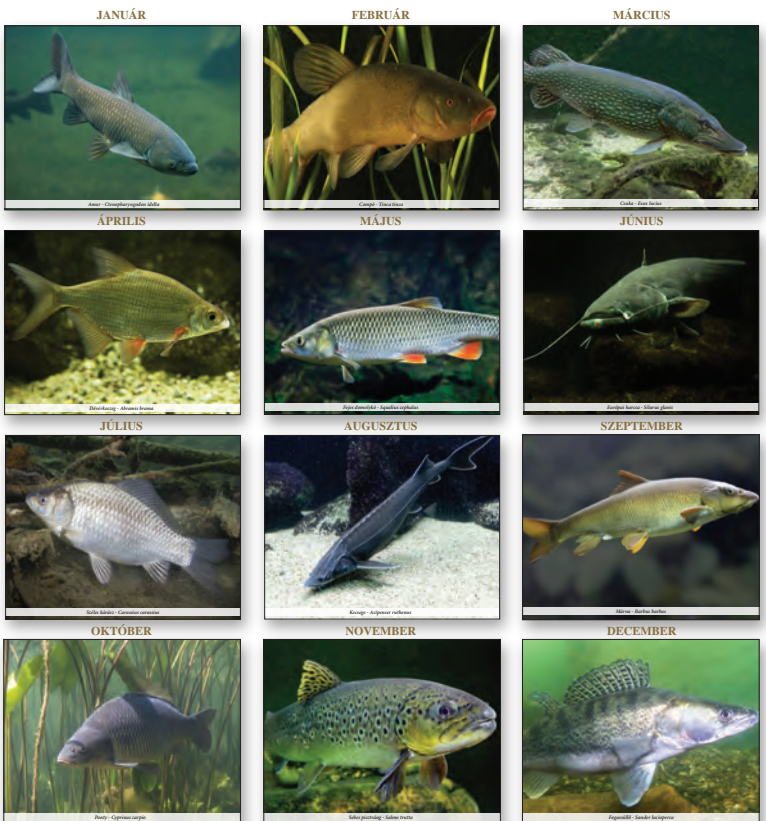 JANUÁR
FEBRUÁR
MÁRCIUS
Amur - Ctenopharyngodon idella
Compó - Tinca tinca
Csuka - Esox lucius
ÁPRILIS
MÁJUS
JÚNIUS
Dévérkeszeg - Abramis brama
Fejes domolykó - Squalius cephalus
Európai harcsa - Silurus glanis
JÚLIUS
AUGUSZTUS
SZEPTEMBER
Széles kárász - Carassius carassius
Kecsege - Acipenser ruthenus
Márna - Barbus barbus
OKTÓBER
NOVEMBER
DECEMBER
Ponty - Cyprinus carpio
Sebes pisztráng - Salmo trutta
Fogassüllő - Sander lucioperca